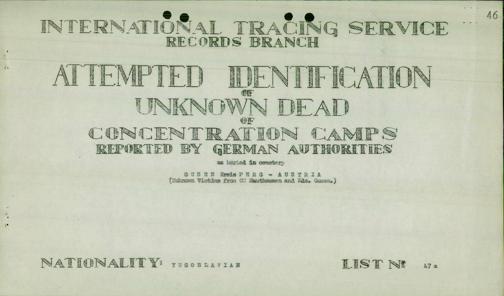 46
INTERNATIONAL TRACING SERVICE
RECORDS BRANCH
ATTEMPTED IDENTIFICATION
OF
UNKNOWN DEAD
OF
CONCENTRATION CAMPS
REPORTED BY GERMAN AUTHORITIES
as buried in cemetery
GUSEN Kreis PERG - AUSTRIA
(Unknown Victims from CC Mauthausen and Kdo. Gusen.)
NATIONALITY: YUGOSLAVIAN
LIST Nº 47a